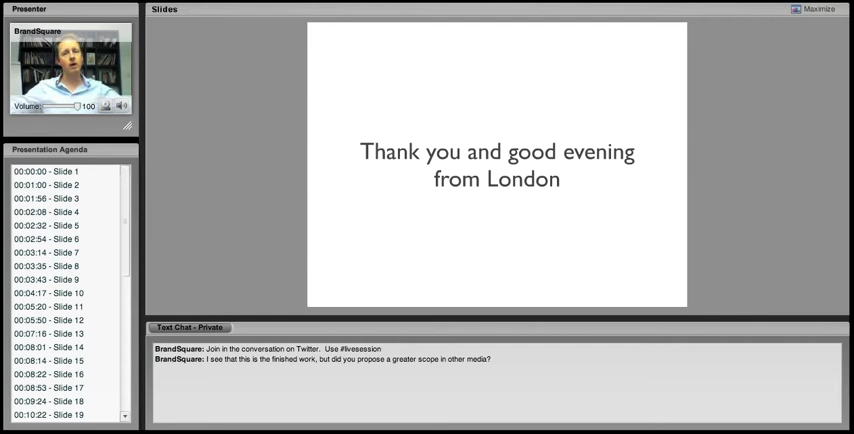 Presenter
BrandSquare
Volume: 100
Presentation Agenda
00:00:00 - Slide 1
00:01:00 - Slide 2
00:01:56 - Slide 3
00:02:08 - Slide 4
00:02:32 - Slide 5
00:02:54 - Slide 6
00:03:14 - Slide 7
00:03:35 - Slide 8
00:03:43 - Slide 9
00:04:17 - Slide 10
00:05:20 - Slide 11
00:05:50 - Slide 12
00:07:16 - Slide 13
00:08:01 - Slide 14
00:08:14 - Slide 15
00:08:22 - Slide 16
00:08:53 - Slide 17
00:09:24 - Slide 18
00:10:22 - Slide 19
Slides
Maximize
Thank you and good evening
from London
Text Chat - Private
BrandSquare: Join in the conversation on Twitter. Use #livesession
BrandSquare: I see that this is the finished work, but did you propose a greater scope in other media?